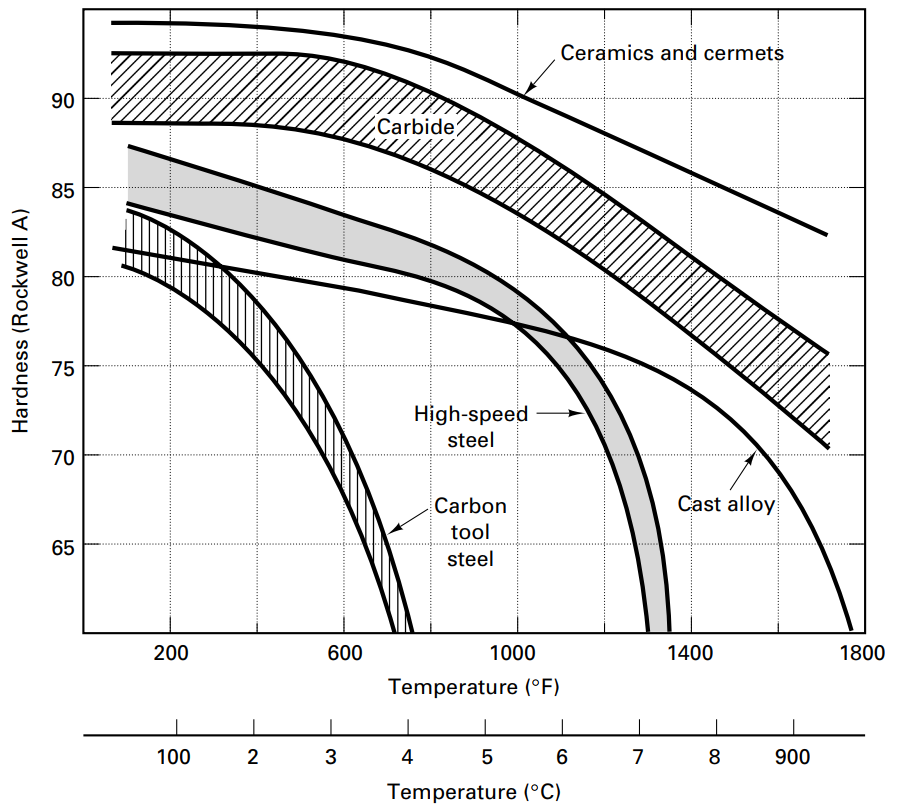 Ceramics and cermets
90
Carbide
85
Hardness (Rockwell A)
80
75
High-speed
steel
70
Cast alloy
Carbon
tool
steel
65
200 600 1000 1400 1800
Temperature (°F)
100 2 3 4 5 6 7 8 900
Temperature (°C)